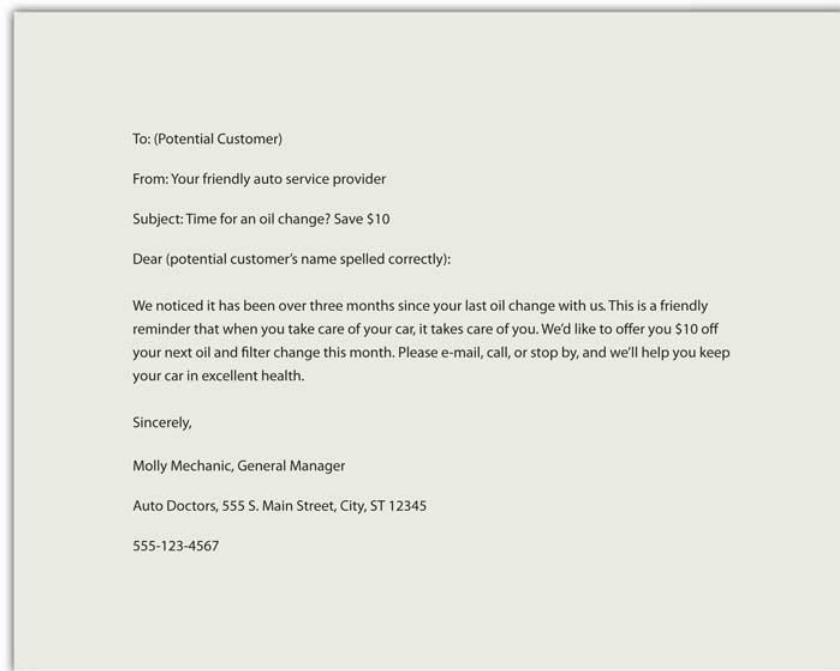 To: (Potential Customer)
From: Your friendly auto service provider
Subject: Time for an oil change? Save $10
Dear (potential customer’s name spelled correctly):
We noticed it has been over three months since your last oil change with us. This is a friendly
reminder that when you take care of your car, it takes care of you. We’d like to offer you $10 off
your next oil and filter change this month. Please e-mail, call, or stop by, and we’ll help you keep
your car in excellent health.
Sincerely,
Molly Mechanic, General Manager
Auto Doctors, 555 S. Main Street, City, ST 12345
555-123-4567